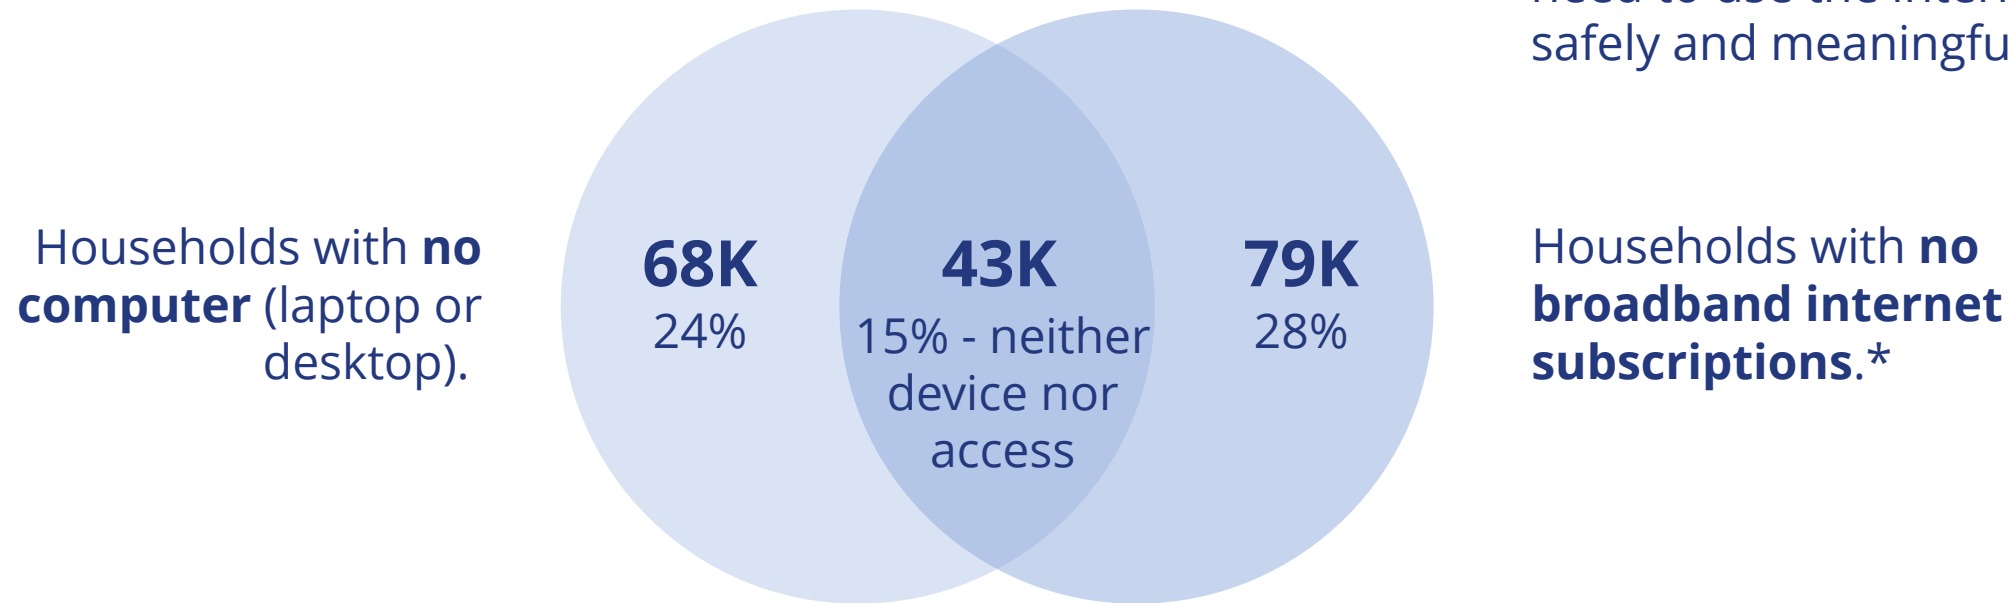 safely and meaningfu
Households with no
computer (laptop or
desktop).
68K
24%
43K
15% - neither
device nor
access
79K
28%
Households with no
broadband internet
subscriptions.*